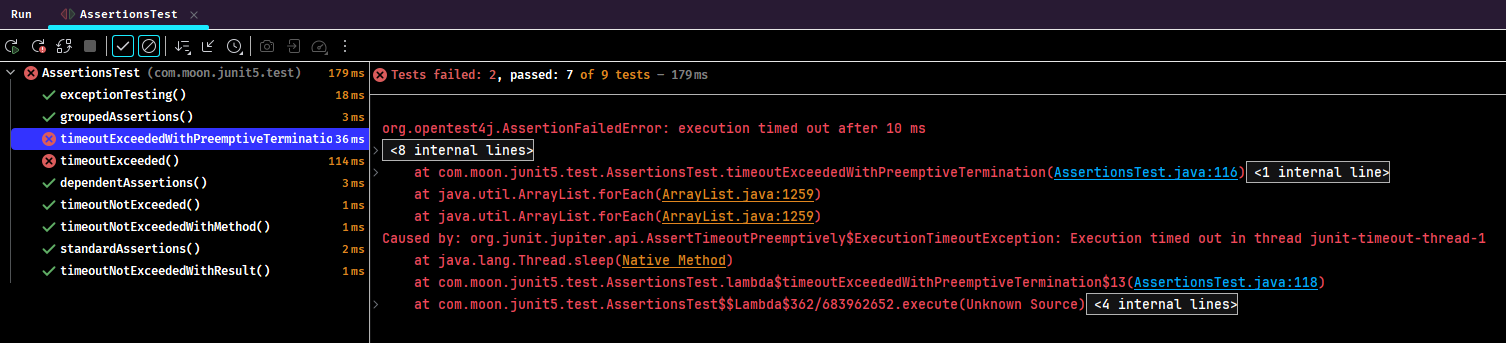 Run AssertionsTest
AssertionsTest (com.moon.junit5.test) 179 ms
exceptionTesting() 18 ms
groupedAssertions() 3 ms
timeoutExceededWithPreemptiveTerminatio 36 ms
timeoutExceeded() 114 ms
dependentAssertions() 3 ms
timeoutNotExceeded() 1 ms
timeoutNotExceededWithMethod() 1 ms
standardAssertions() 2 ms
timeoutNotExceededWithResult() 1 ms
Tests failed: 2, passed: 7 of 9 tests – 179 ms
org.opentest4j.AssertionFailedError: execution timed out after 10 ms
<8 internal lines>
at com.moon.junit5.test.AssertionsTest.timeoutExceededWithPreemptiveTermination(AssertionsTest.java:116) <1 internal line>
at java.util.ArrayList.forEach(ArrayList.java:1259)
at java.util.ArrayList.forEach(ArrayList.java:1259)
Caused by: org.junit.jupiter.api.AssertTimeoutPreemptively$ExecutionTimeoutException: Execution timed out in thread junit-timeout-thread-1
at java.lang.Thread.sleep(Native Method)
at com.moon.junit5.test.AssertionsTest.lambda$timeoutExceededWithPreemptiveTermination$13(AssertionsTest.java:118)
at com.moon.junit5.test.AssertionsTest$$Lambda$362/683962652.execute(Unknown Source) <4 internal lines>